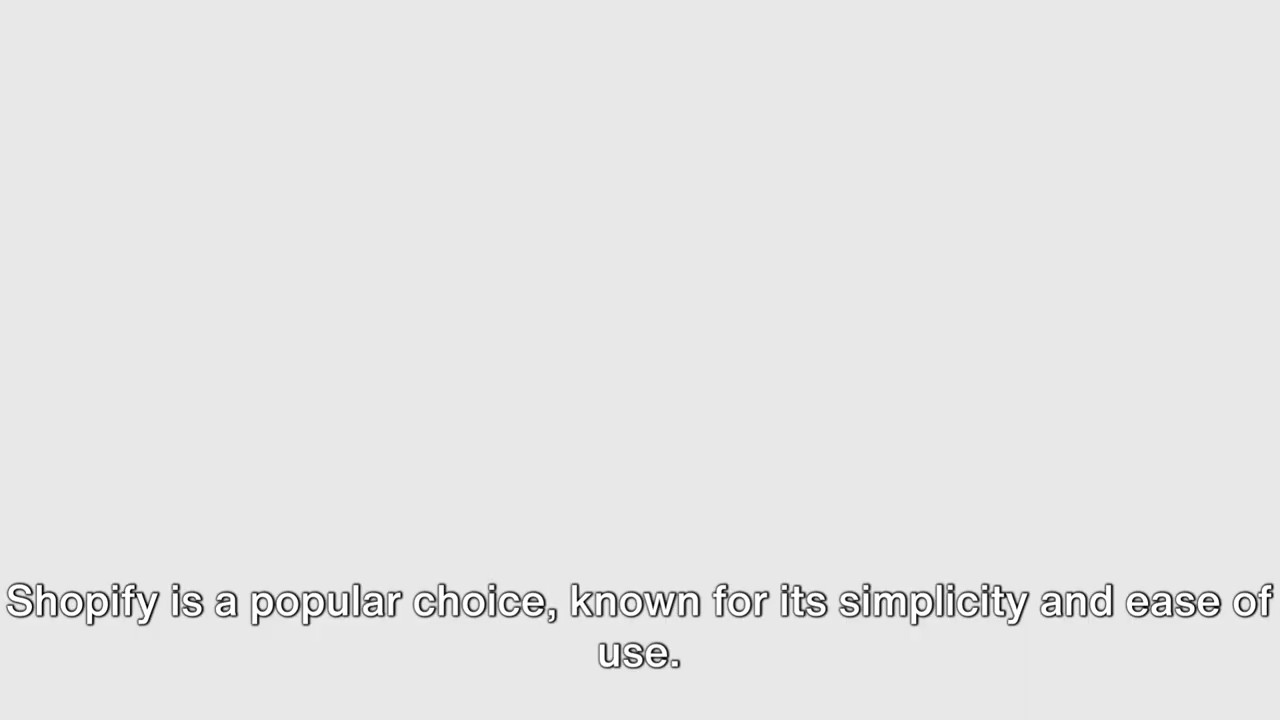 Shopify is a popular choice, known for its simplicity and ease of
use.